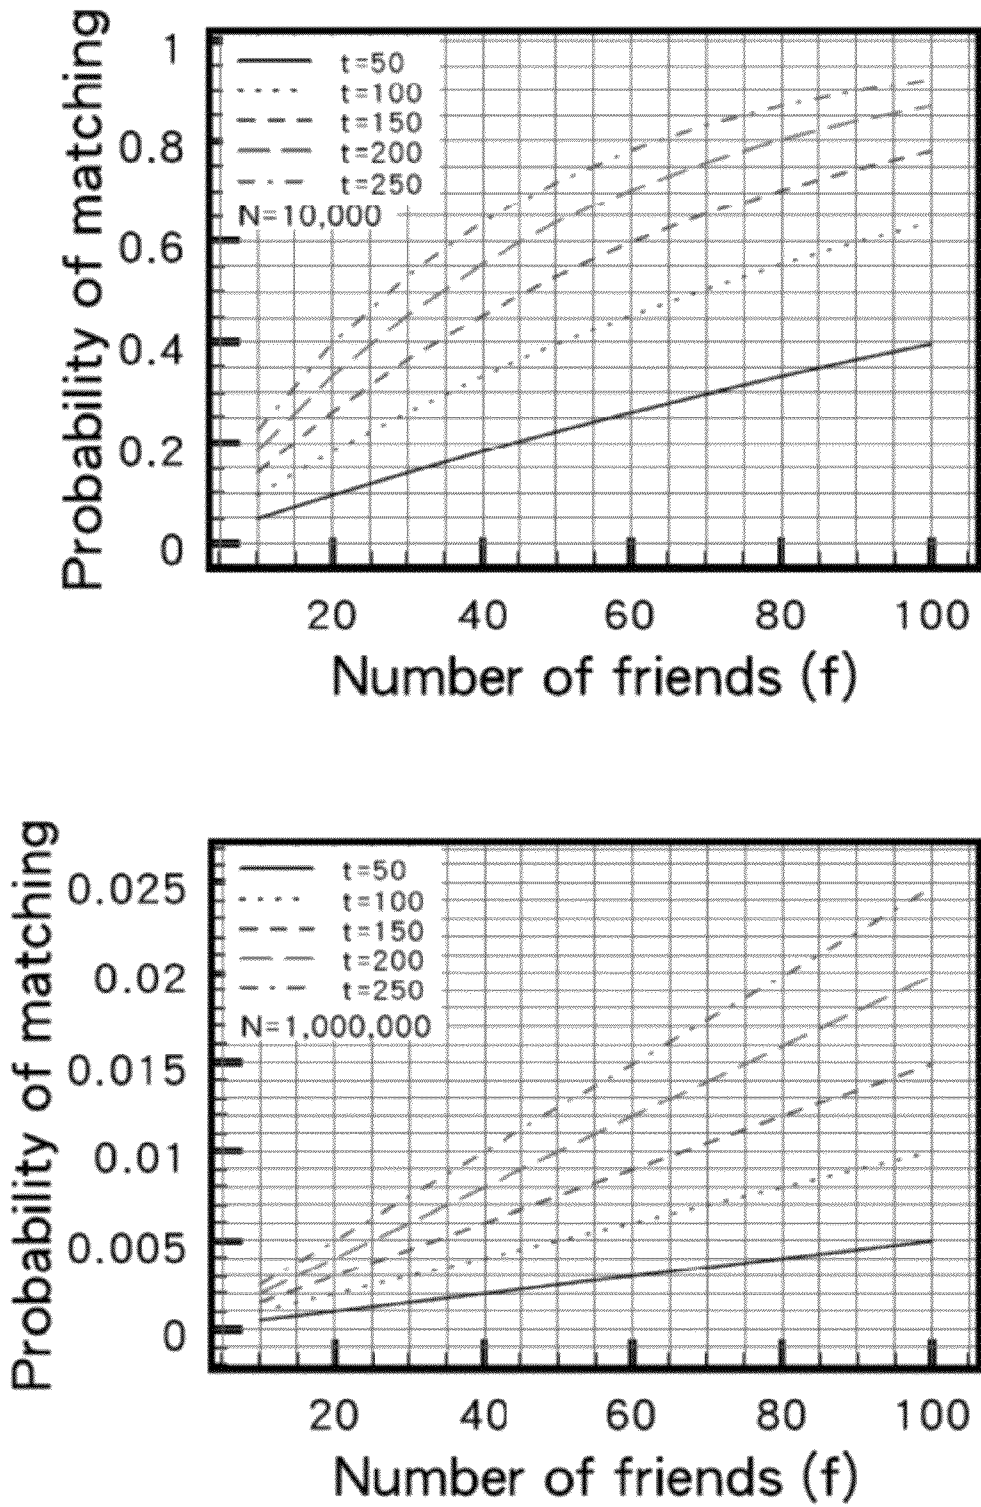 Probability of matching
1
0.8
0.6
0.4
0.2
0
t=50
t=100
t=150
t=200
t=250
N=10,000
20 40 60 80 100
Number of friends (f)
Probability of matching
0.025
0.02
0.015
0.01
0.005
0
t=50
t=100
t=150
t=200
t=250
N=1,000,000
20 40 60 80 100
Number of friends (f)